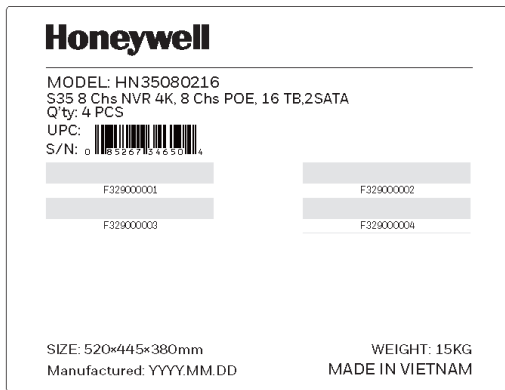 Honeywell
MODEL: HN35080216
S35 8 Chs NVR 4K, 8 Chs POE, 16 TB,2SATA
Q'ty: 4 PCS
UPC:
S/N: 0 85267 34650 4
F329000001 F329000002
F329000003 F329000004
SIZE: 520×445×380mm WEIGHT: 15KG
Manufactured: YYYY.MM.DD MADE IN VIETNAM